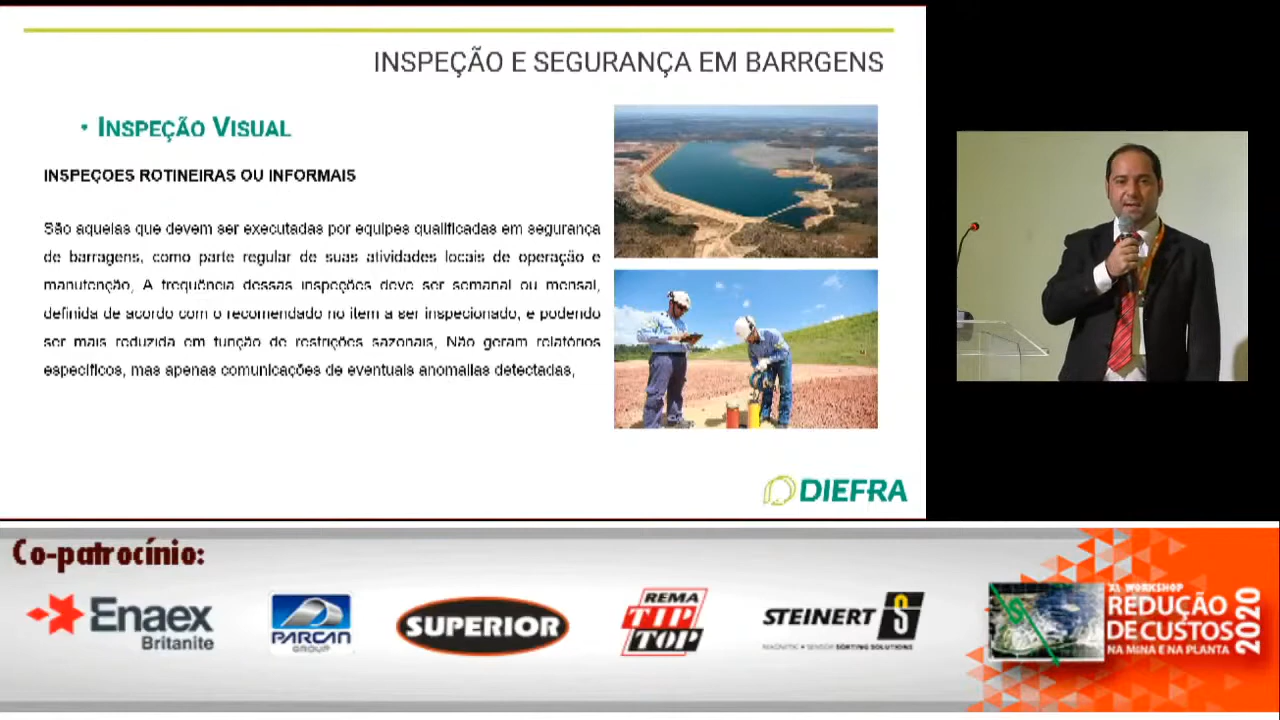 INSPEÇÃO E SEGURANÇA EM BARRGENS
• INSPEÇÃO VISUAL
INSPEÇOES ROTINEIRAS OU INFORMAIS
São aquelas que devem ser executadas por equipes qualificadas em segurança
de barragens, como parte regular de suas atividades locais de operação e
manutenção, A frequência dessas inspeções deve ser semanal ou mensal,
definida de acordo com o recomendado no item a ser inspecionado, e podendo
ser mais reduzida em função de restrições sazonais, Não geram relatórios
específicos, mas apenas comunicações de eventuais anomalias detectadas,
DIEFRA
Co-patrocínio:
Enaex
Britanite
PARCAN
GROUP
SUPERIOR
REMA
TIP
TOP
STEINERT S
MAGNETIC • SENSOR SORTING SOLUTIONS
XI WORKSHOP
REDUÇÃO
DE CUSTOS
NA MINA E NA PLANTA
2020